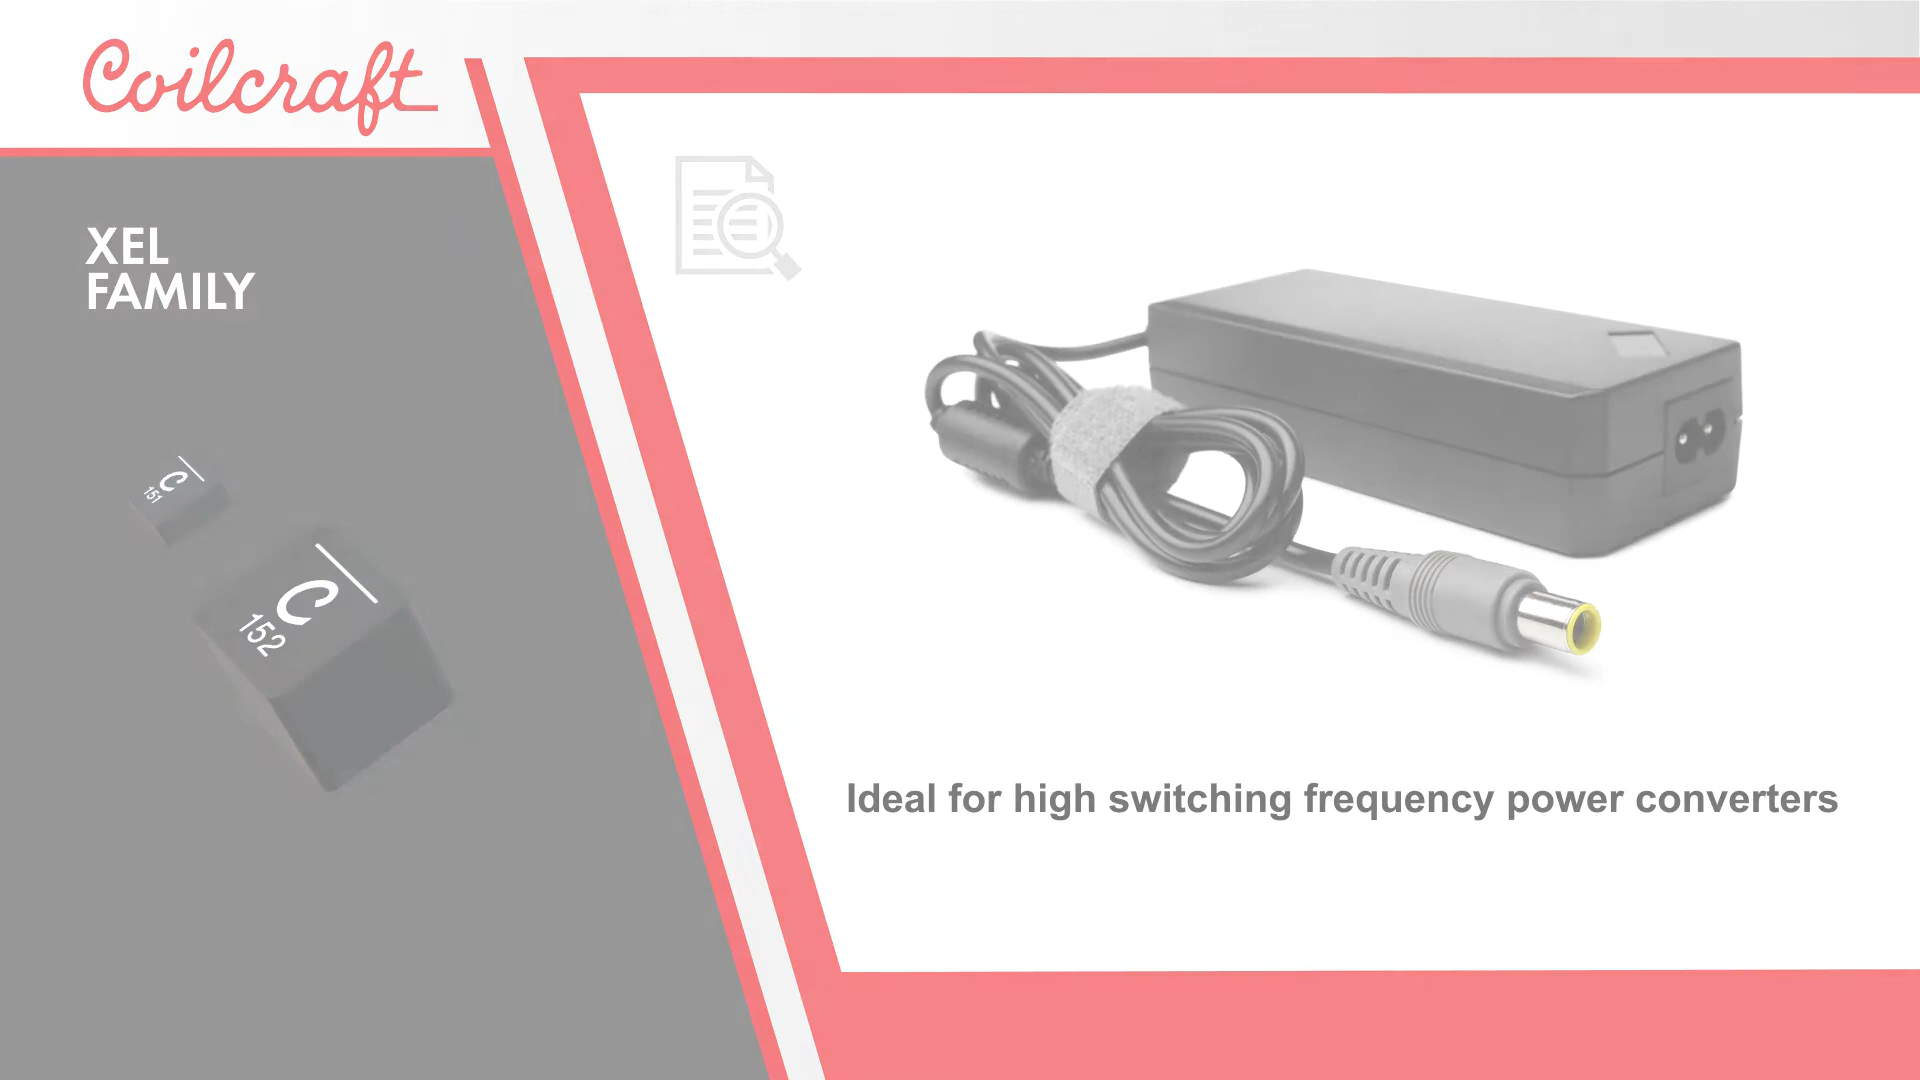 Coilcraft
XEL
FAMILY
C
151
C
152
Ideal for high switching frequency power converters